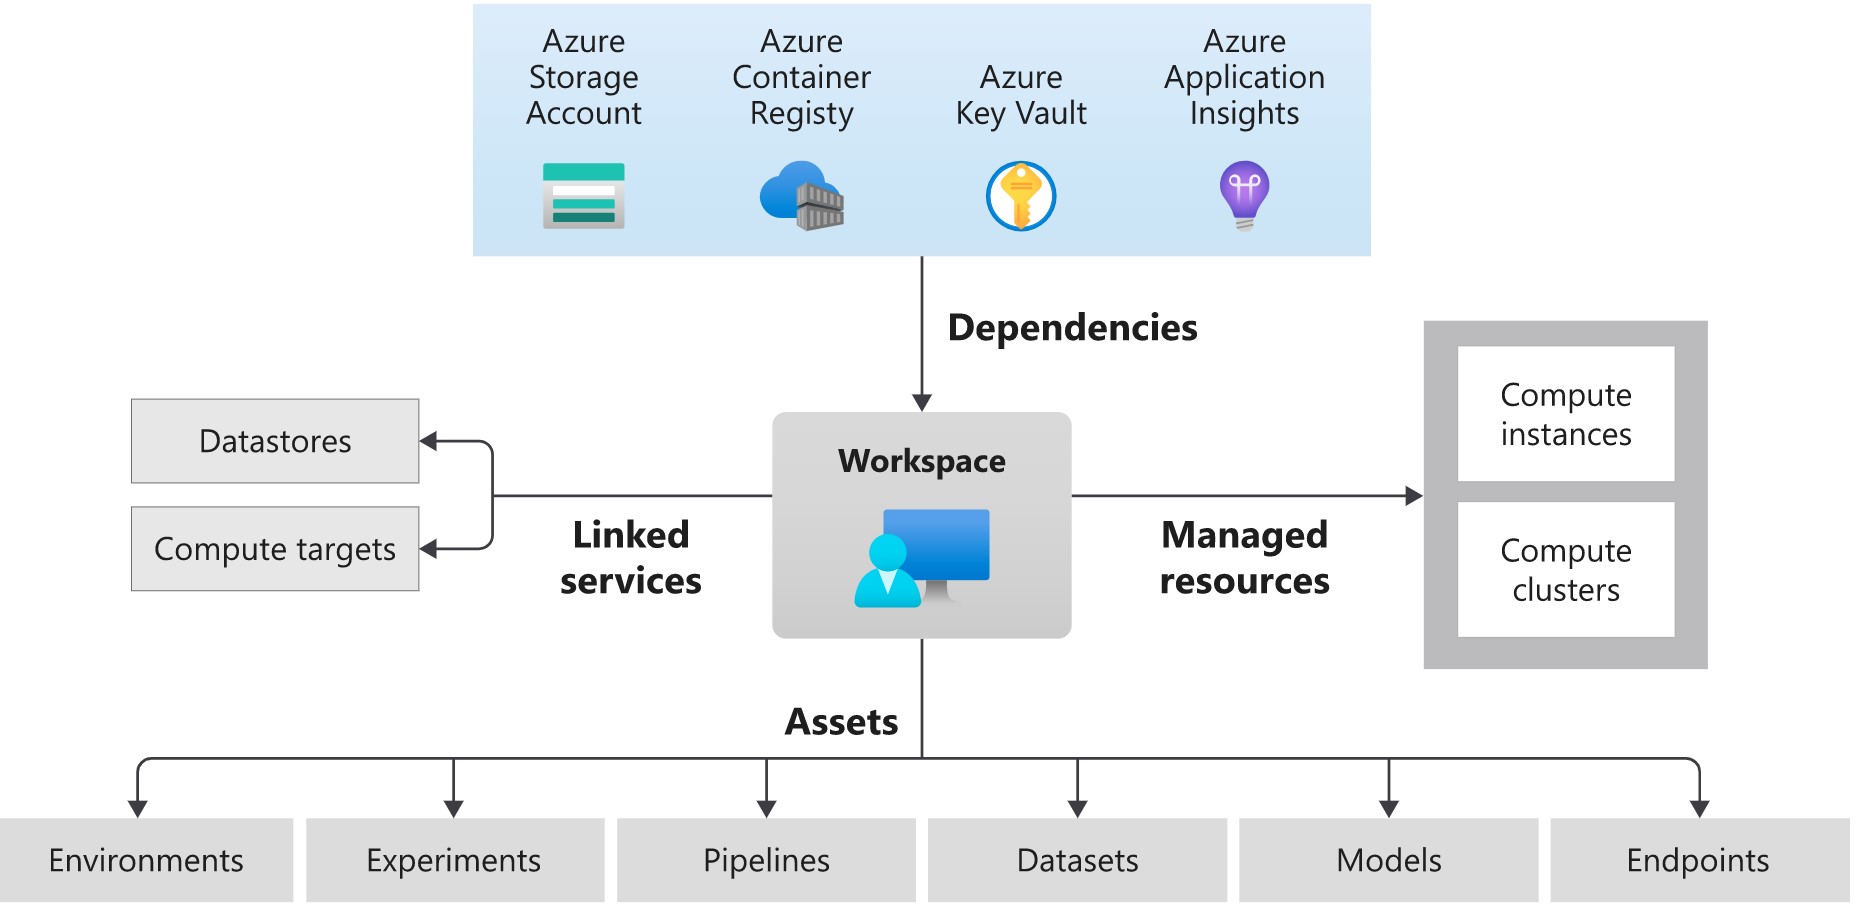 Azure
Storage
Account
Azure
Container
Registy
Azure
Key Vault
Azure
Application
Insights
Dependencies
Datastores
Compute targets
Linked
services
Workspace
Managed
resources
Compute
instances
Compute
clusters
Assets
Environments
Experiments
Pipelines
Datasets
Models
Endpoints